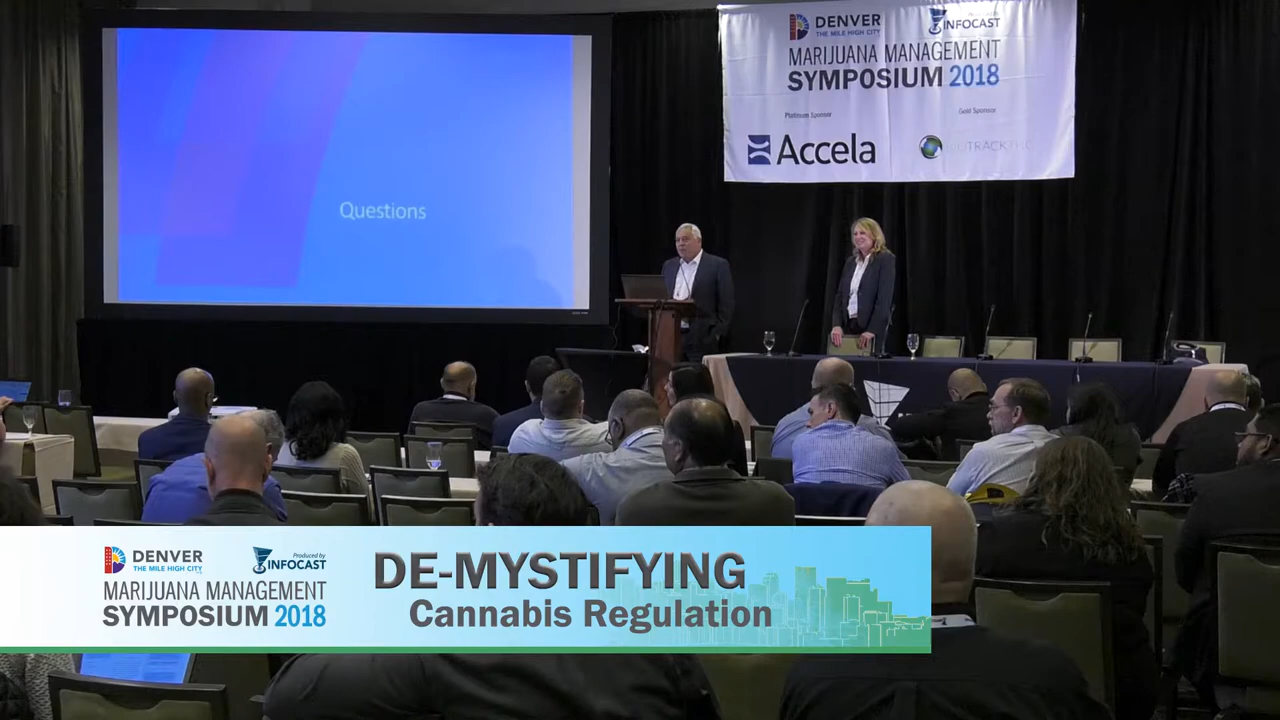 DENVER
THE MILE HIGH CITY
INFOCAST
MARIJUANA MANAGEMENT
SYMPOSIUM 2018
Platinum Sponsor
Gold Sponsor
Accela
Questions
DENVER
THE MILE HIGH CITY
Produced by
INFOCAST
MARIJUANA MANAGEMENT
SYMPOSIUM 2018
DE-MYSTIFYING
Cannabis Regulation